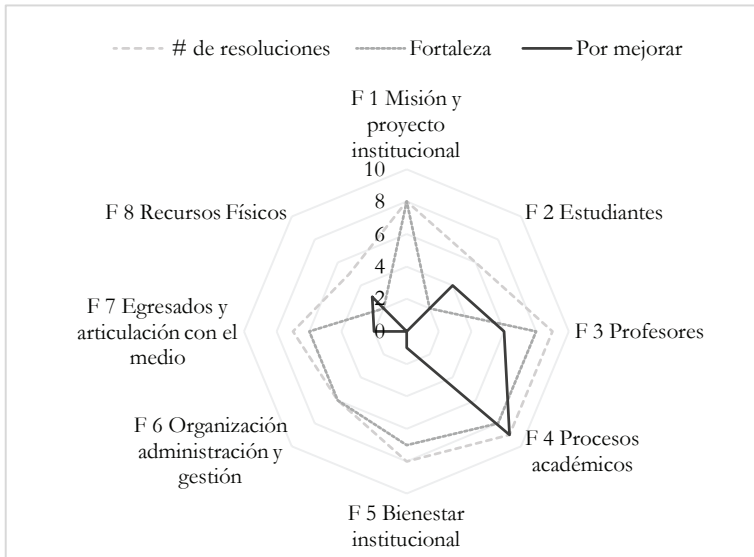 # de resoluciones Fortaleza Por mejorar
F 1 Misión y
proyecto
institucional
10
8
6
4
2
0
F 2 Estudiantes
F 3 Profesores
F 4 Procesos
académicos
F 5 Bienestar
institucional
F 6 Organización
administración y
gestión
F 7 Egresados y
articulación con el
medio
F 8 Recursos Físicos